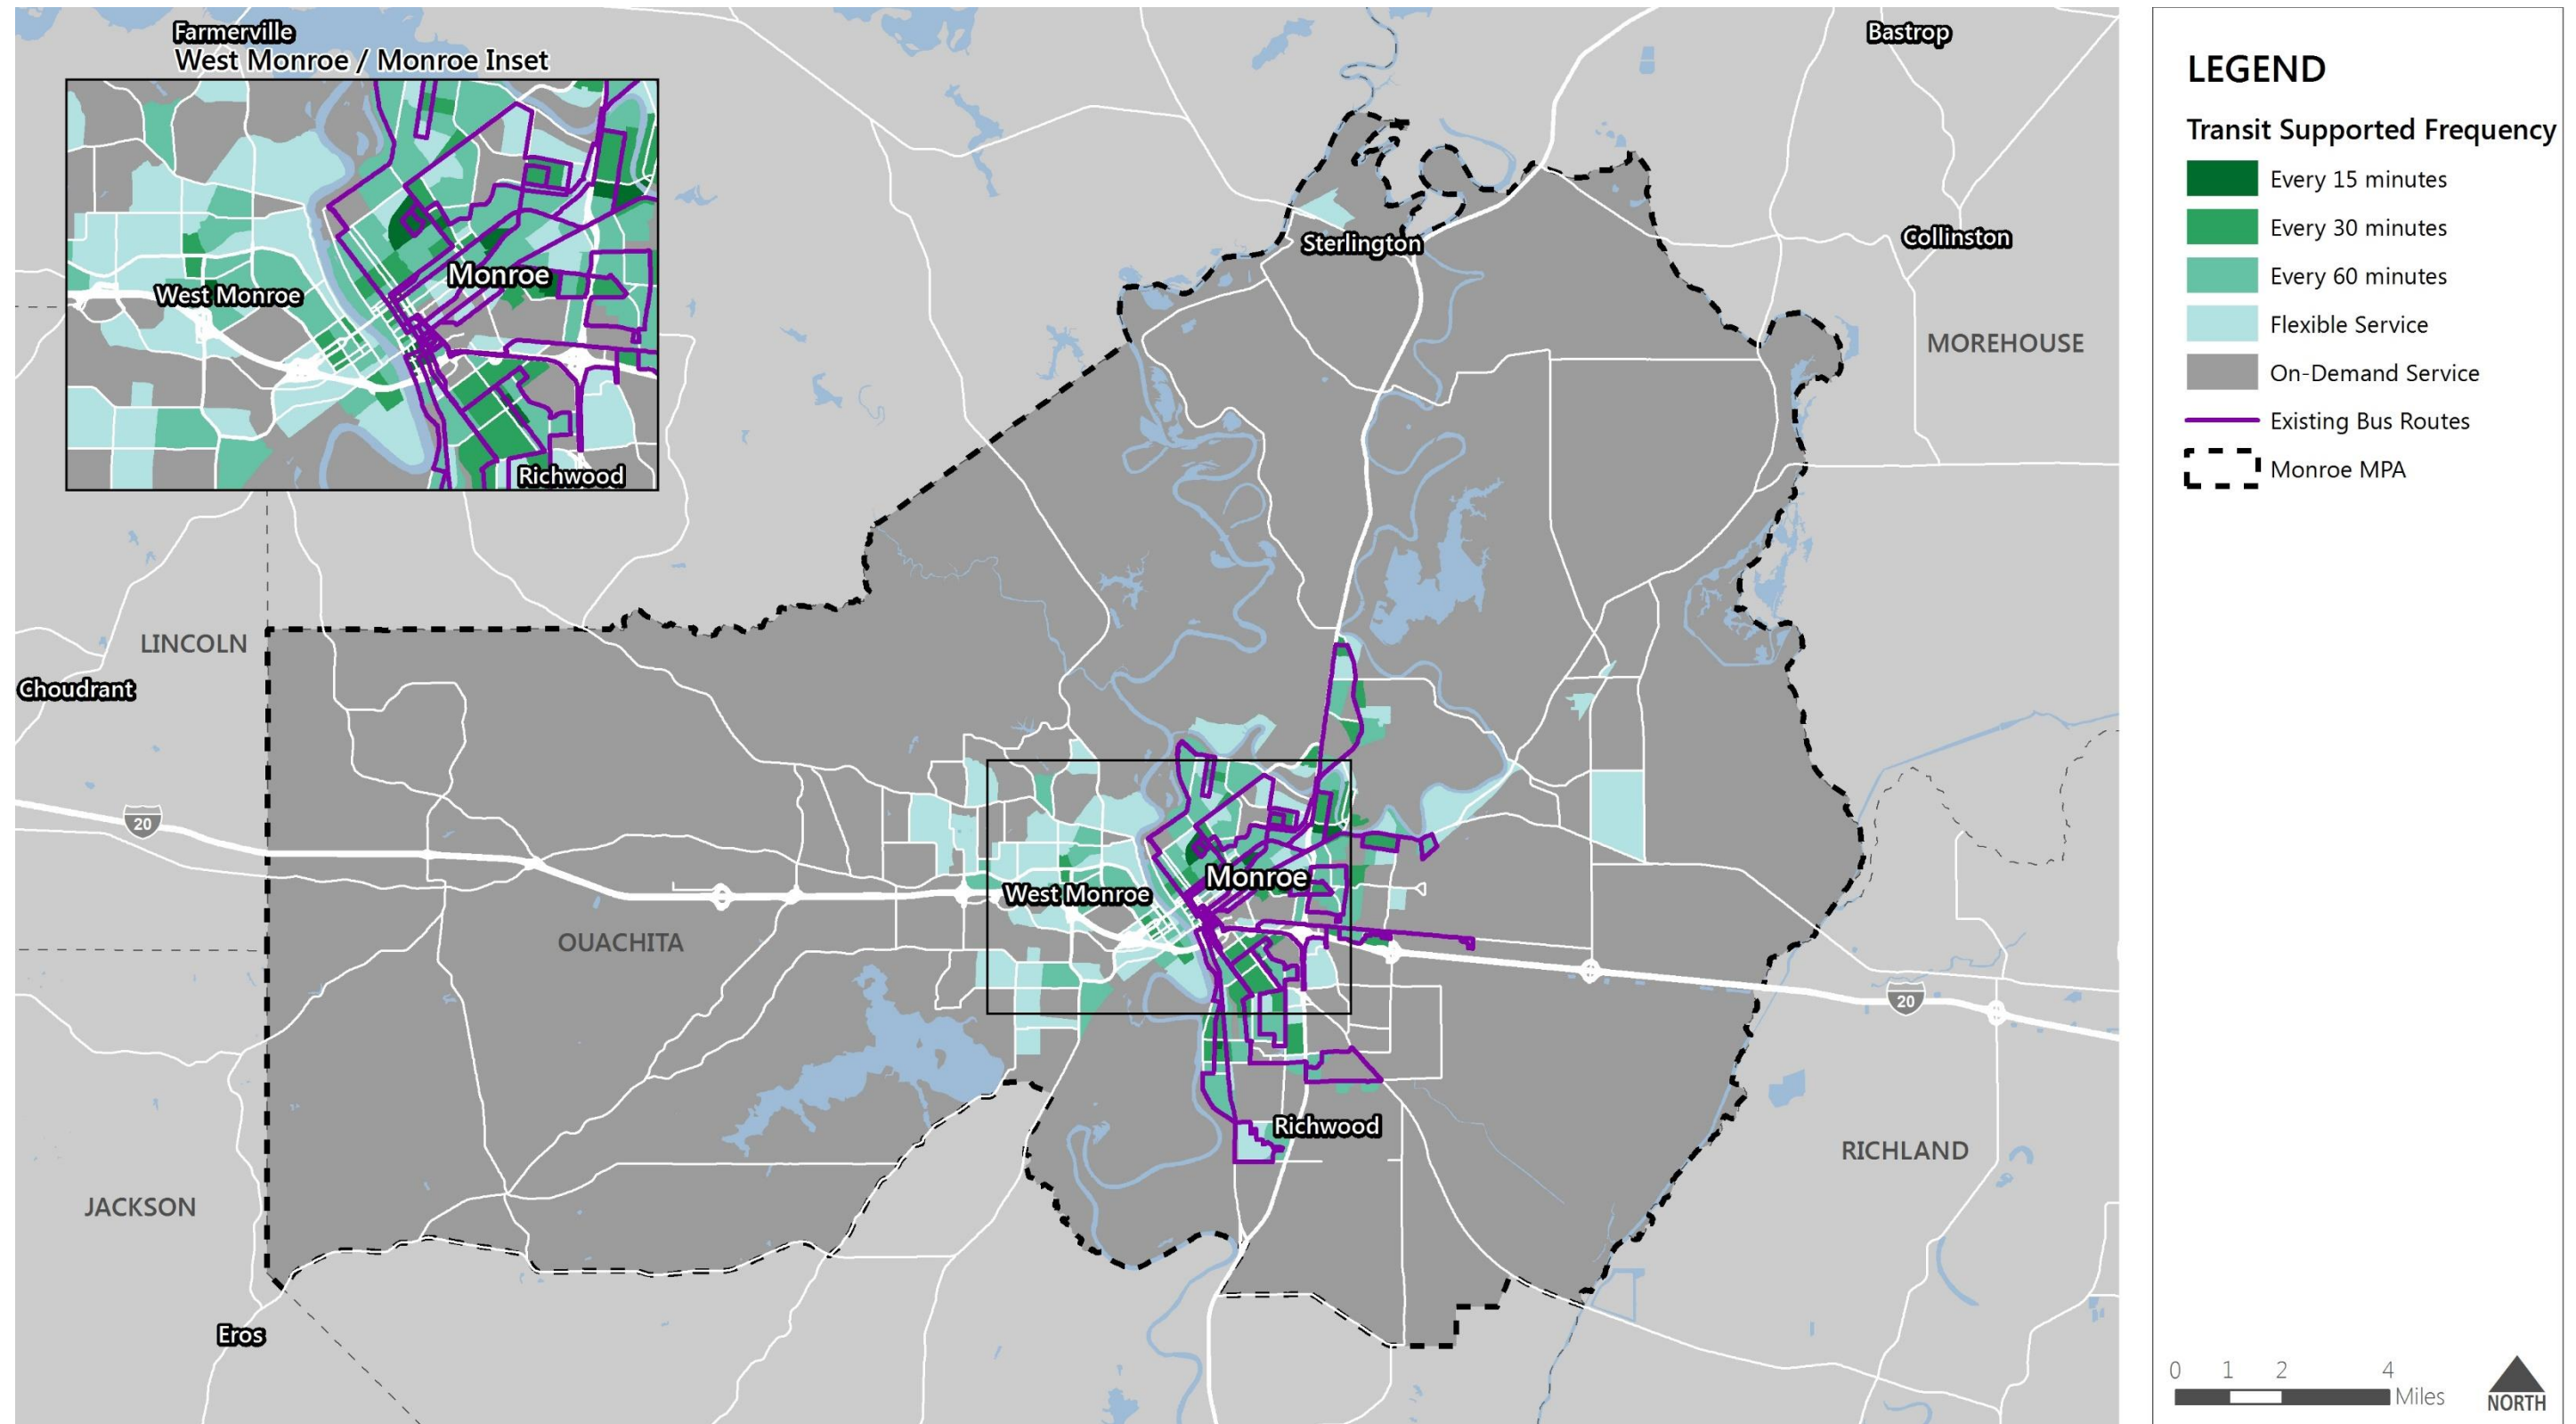 Farmerville
West Monroe / Monroe Inset
West Monroe
Monroe
Richwood
Bastrop
Sterlington
Collinston
MOREHOUSE
LINCOLN
Choudrant
20
West Monroe
Monroe
OUACHITA
20
Richwood
RICHLAND
JACKSON
Eros
LEGEND
Transit Supported Frequency
Every 15 minutes
Every 30 minutes
Every 60 minutes
Flexible Service
On-Demand Service
Existing Bus Routes
Monroe MPA
0 1 2 4
Miles
NORTH